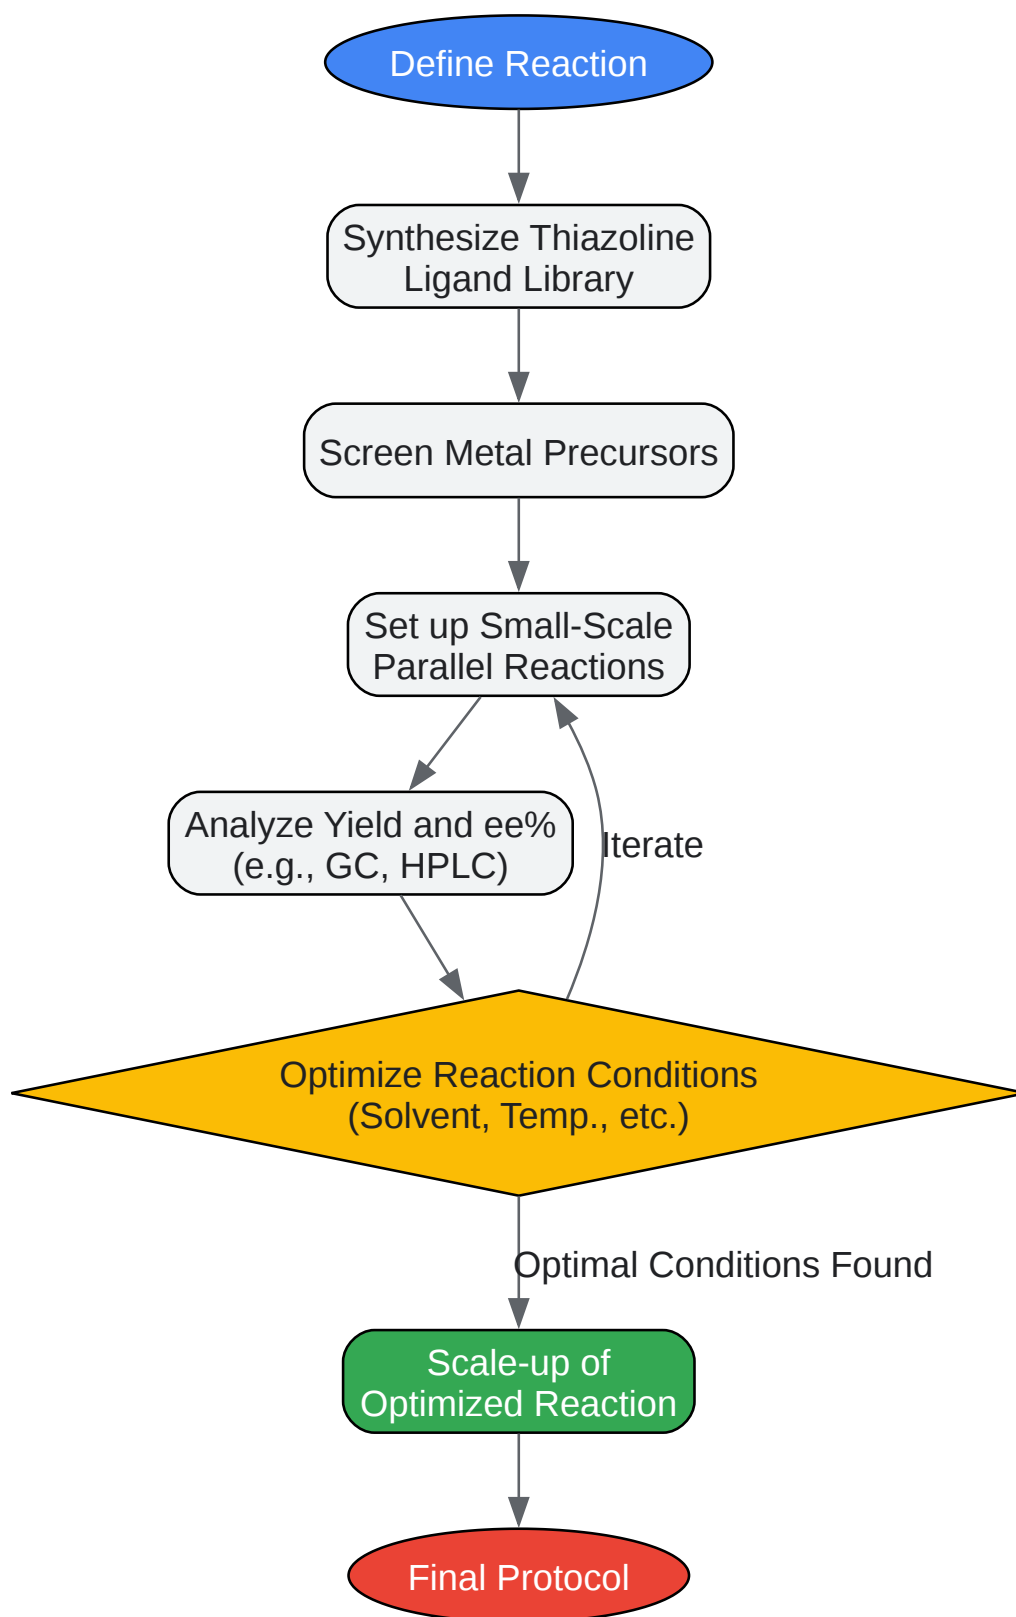 Define Reaction
Synthesize Thiazoline
Ligand Library
Screen Metal Precursors
Set up Small-Scale
Parallel Reactions
Analyze Yield and ee%
(e.g., GC, HPLC)
Iterate
Optimize Reaction Conditions
(Solvent, Temp., etc.)
Optimal Conditions Found
Scale-up of
Optimized Reaction
Final Protocol